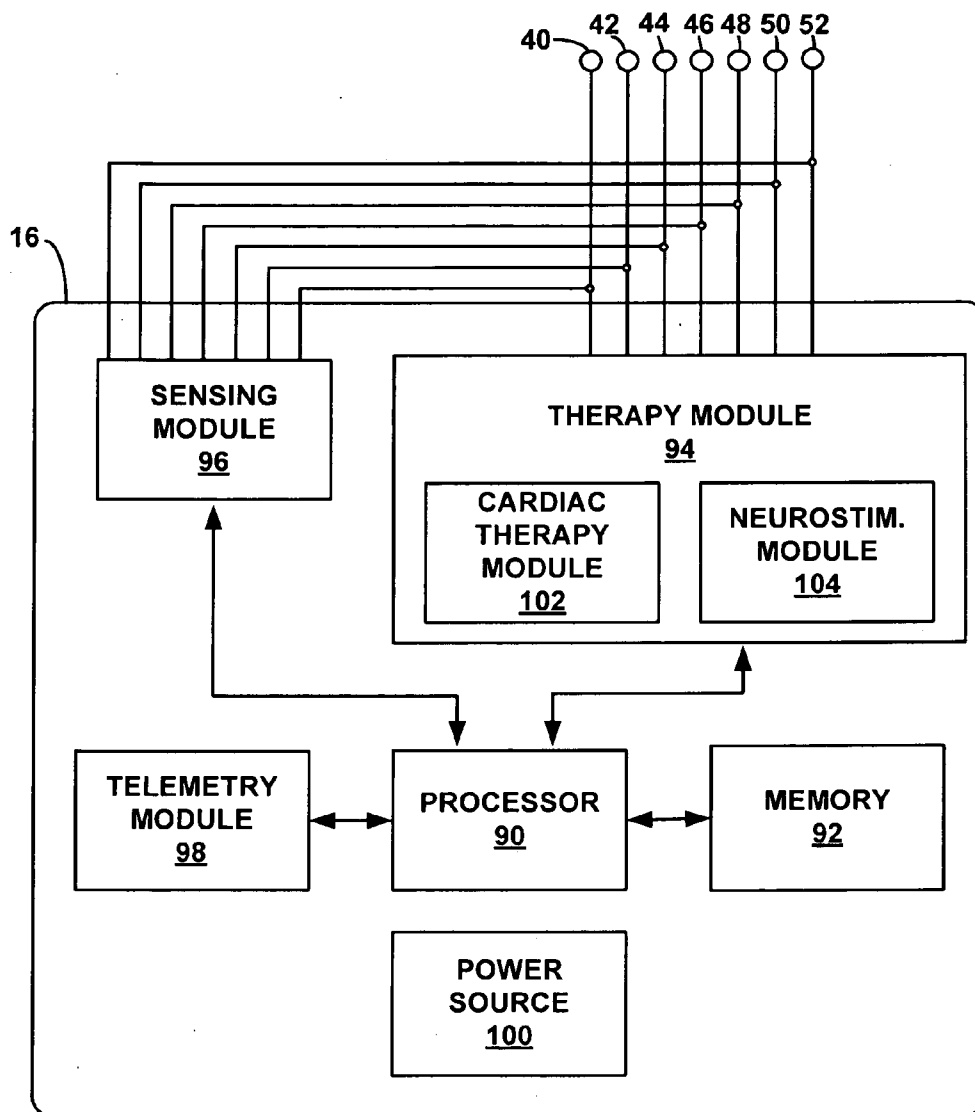 40
42
44
46
48
50
52
16
SENSING
MODULE
96
THERAPY MODULE
94
CARDIAC
THERAPY
MODULE
102
NEUROSTIM.
MODULE
104
TELEMETRY
MODULE
98
PROCESSOR
90
MEMORY
92
POWER
SOURCE
100